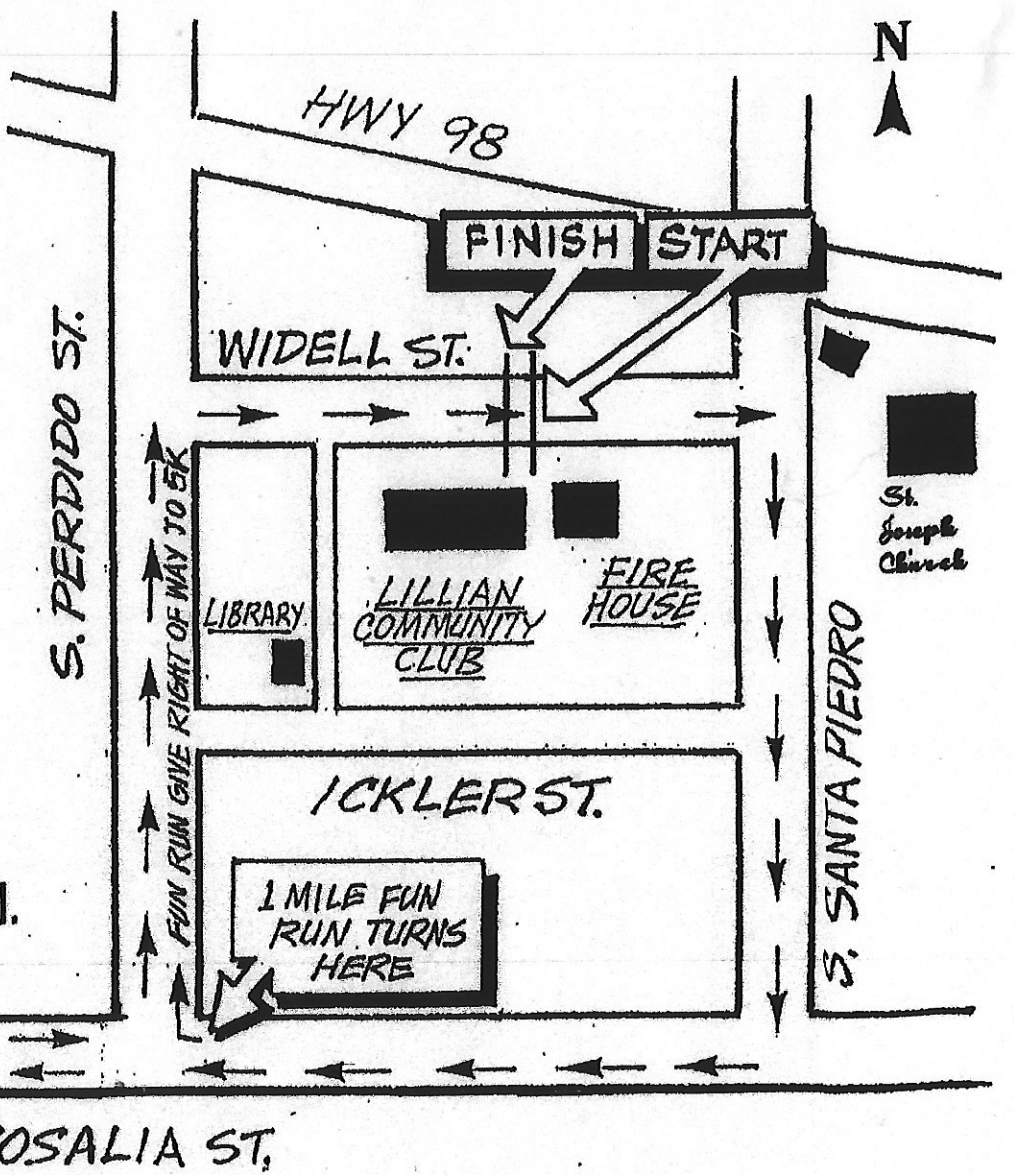 N
HWY 98
FINISH
START
WIDELL ST.
S. PERDIDO ST.
FUN RUN GIVE RIGHT OF WAY TO 5K
LIBRARY
LILLIAN
COMMUNITY
CLUB
FIRE
HOUSE
St.
Joseph
Church
S. SANTA PIEDRO
ICKLER ST.
1 MILE FUN
RUN TURNS
HERE
OSALIA ST.